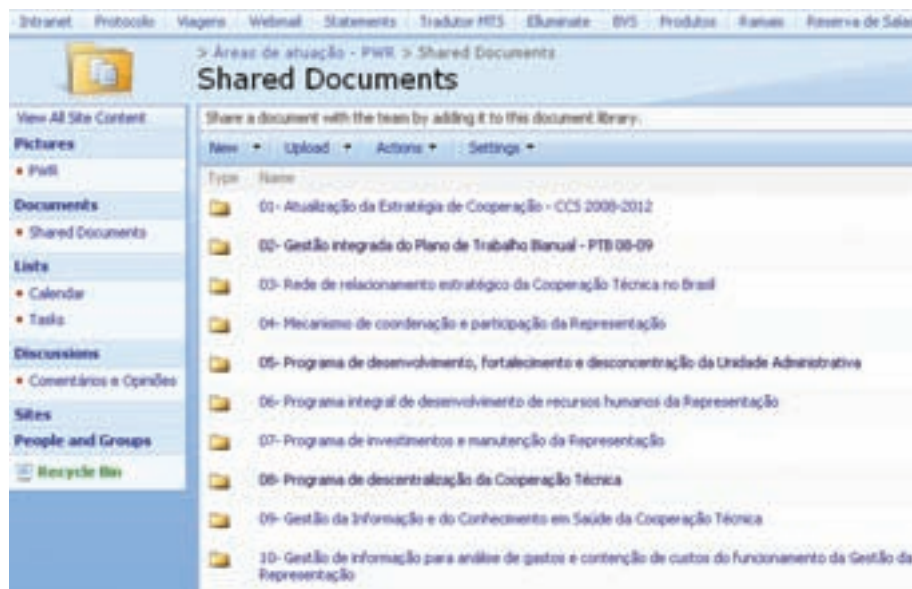 Intranet Protocolo Viagens Webmail Statements Tradutor MTS Elluminate BVS Produtos Ramais Reserva de Salas
> Áreas de atuação - PWR > Shared Documents
Shared Documents
View All Site Content
Share a document with the team by adding it to this document library.
Pictures
New Upload Actions Settings
• PWR
Type Name
Documents
01- Atualização da Estratégia de Cooperação - CCS 2008-2012
• Shared Documents
02- Gestão integrada do Plano de Trabalho Bianual - PTB 08-09
Lists
03- Rede de relacionamento estratégico da Cooperação Técnica no Brasil
• Calendar
• Tasks
04- Mecanismo de coordenação e participação da Representação
Discussions
05- Programa de desenvolvimento, fortalecimento e desconcentração da Unidade Administrativa
• Comentários e Opiniões
Sites
06- Programa integral de desenvolvimento de recursos humanos da Representação
People and Groups
07- Programa de investimentos e manutenção da Representação
Recycle Bin
08- Programa de descentralização da Cooperação Técnica
09- Gestão da Informação e do Conhecimento em Saúde da Cooperação Técnica
10- Gestão de informação para análise de gastos e contenção de custos do funcionamento da Gestão da
Representação